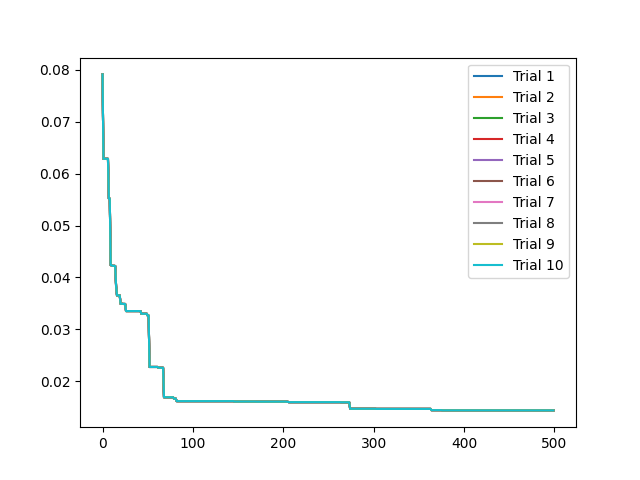 0.08
0.07
0.06
0.05
0.04
0.03
0.02
0
100
200
300
400
500
Trial 1
Trial 2
Trial 3
Trial 4
Trial 5
Trial 6
Trial 7
Trial 8
Trial 9
Trial 10